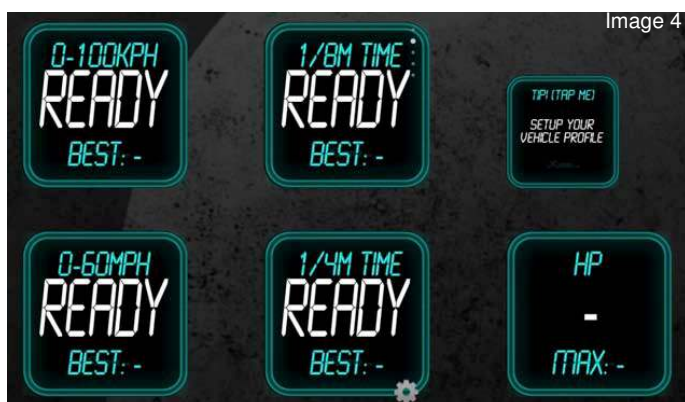 Image 4
0-100KPH
READY
BEST: -
1/8M TIME
READY
BEST: -
TIP! (TAP ME)
SETUP YOUR
VEHICLE PROFILE
0-60MPH
READY
BEST: -
1/4M TIME
READY
BEST: -
HP
-
MAX: -